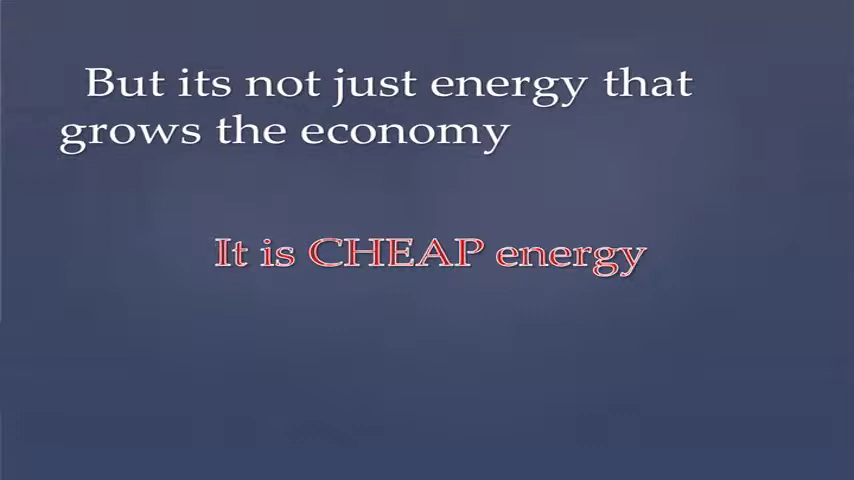 But its not just energy that
grows the economy
It is CHEAP energy